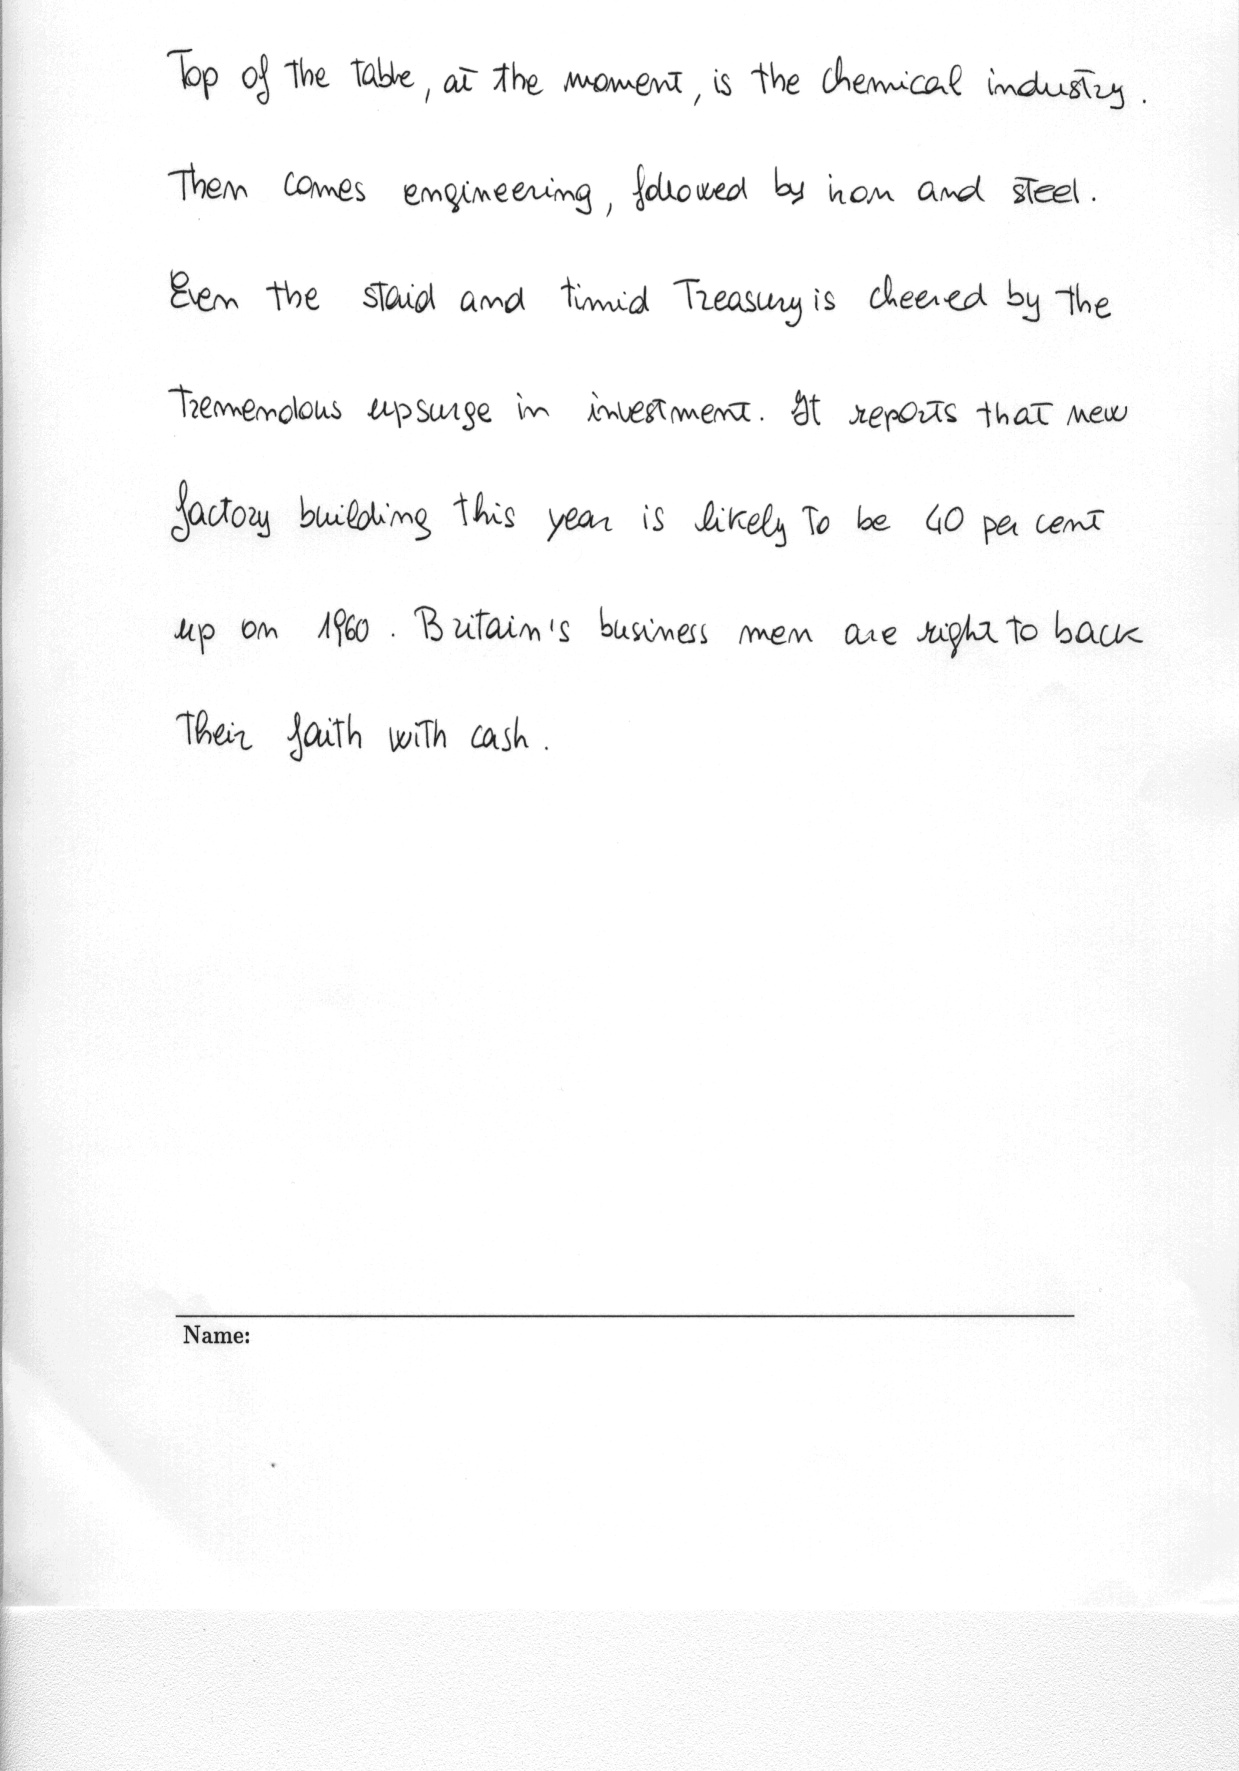 Top of the table, at the moment, is the chemical industry.
Then comes engineering, followed by iron and steel.
Even the staid and timid Treasury is cheered by the
tremendous upsurge in investment. It reports that new
factory building this year is likely to be 40 per cent
up on 1960. Britain's business men are right to back
their faith with cash.
Name: